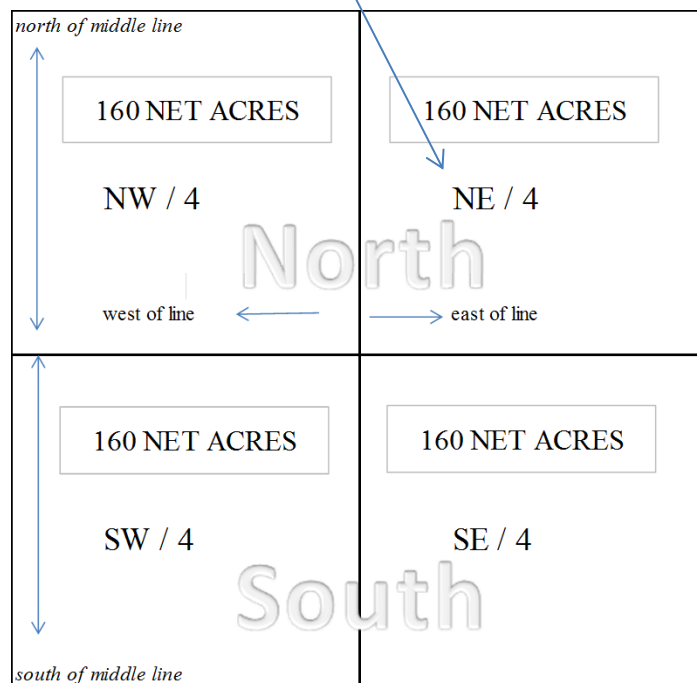 north of middle line
160 NET ACRES
160 NET ACRES
NW / 4
NE / 4
North
west of line
east of line
160 NET ACRES
160 NET ACRES
SW / 4
SE / 4
South
south of middle line